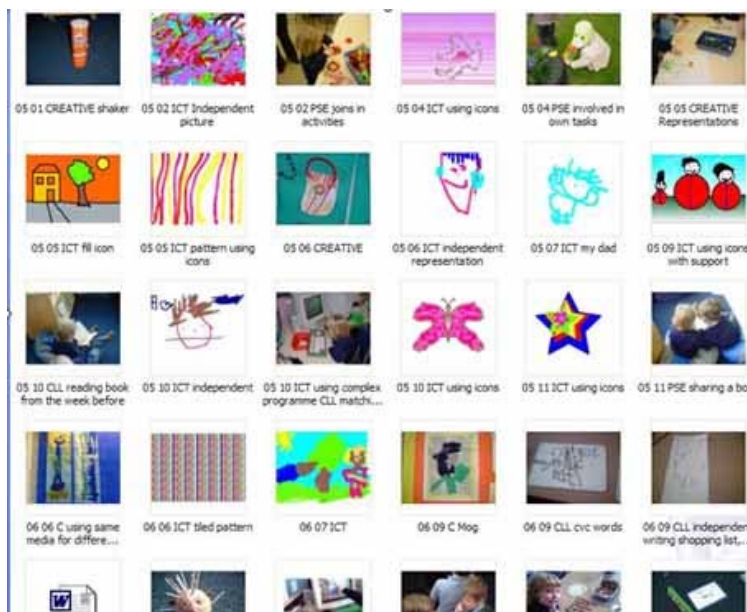 05 01 CREATIVE shaker
05 02 ICT Independent
picture
05 02 PSE joins in
activities
05 04 ICT using icons
05 04 PSE involved in
own tasks
05 05 CREATIVE
Representations
05 05 ICT fill icon
05 05 ICT pattern using
icons
05 06 CREATIVE
05 06 ICT independent
representation
05 07 ICT my dad
05 09 ICT using icons
with support
05 10 CLL reading book
from the week before
05 10 ICT independent
05 10 ICT using complex
programme CLL matchi...
05 10 ICT using icons
05 11 ICT using icons
05 11 PSE sharing a bo
06 06 C using same
media for differe...
06 06 ICT tiled pattern
06 07 ICT
06 09 C Mog
06 09 CLL cvc words
06 09 CLL independen
writing shopping list,...
W